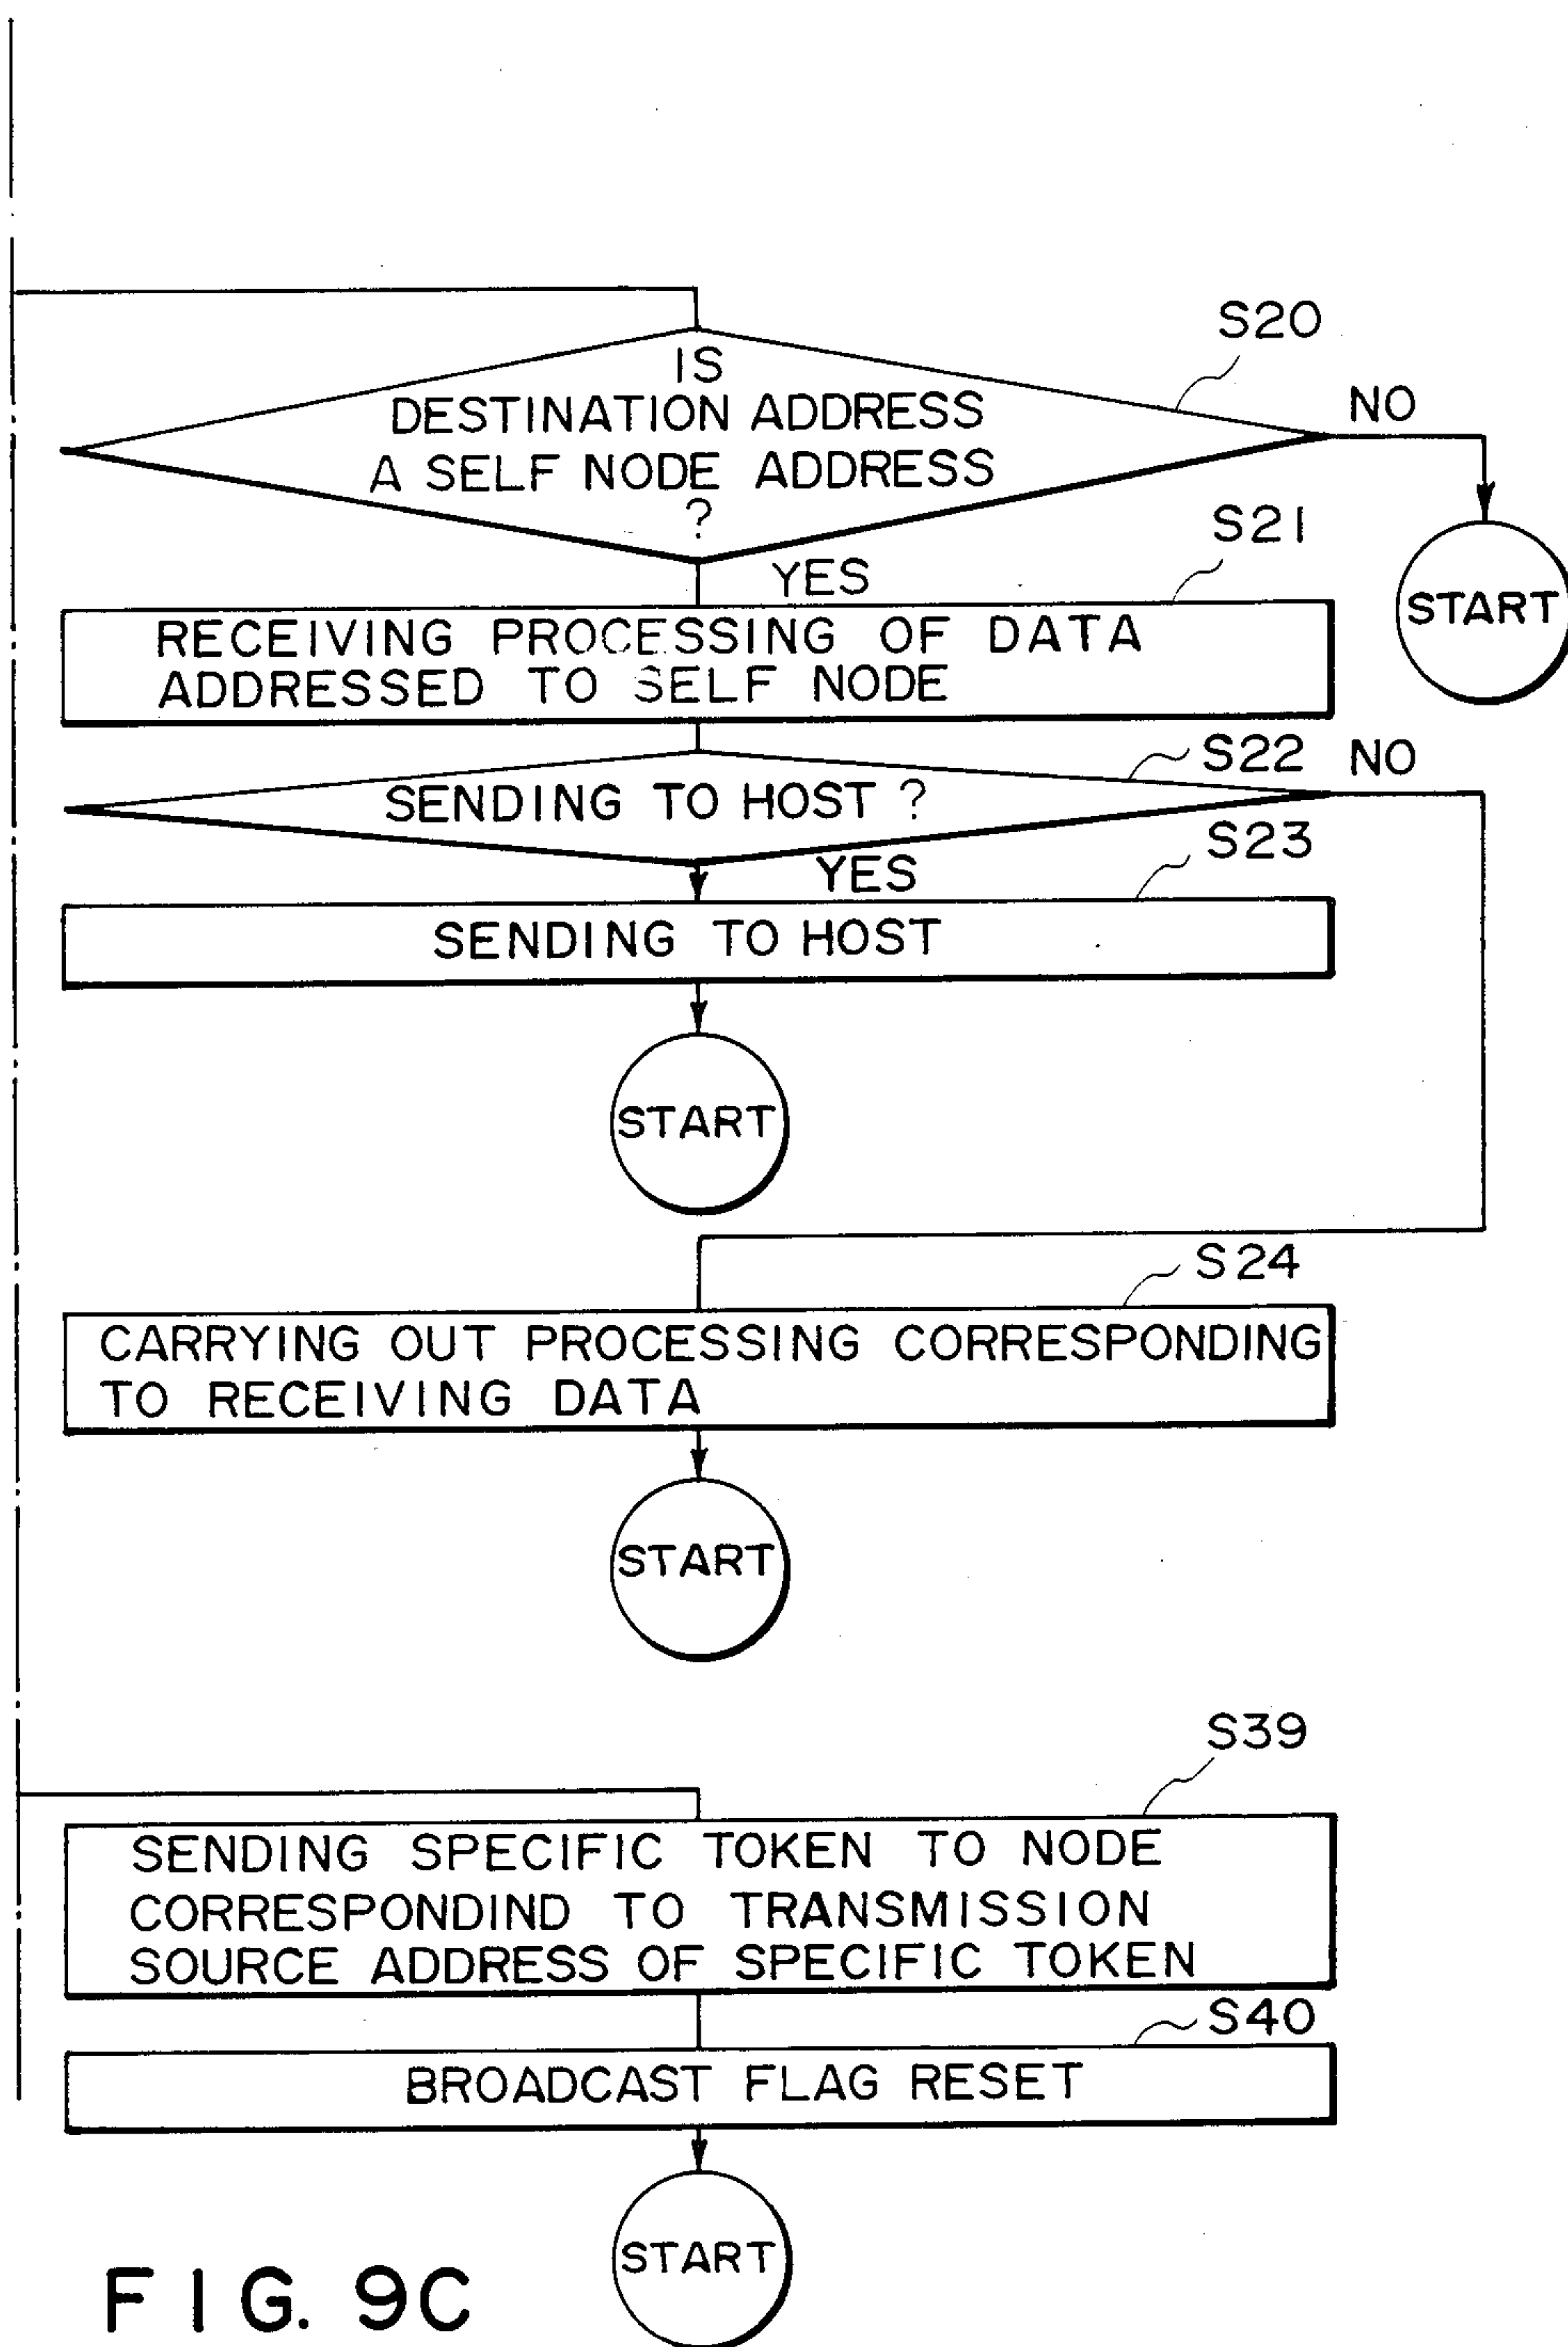 S20
IS
DESTINATION ADDRESS
A SELF NODE ADDRESS
?
NO
START
YES
S21
RECEIVING PROCESSING OF DATA
ADDRESSED TO SELF NODE
S22
NO
SENDING TO HOST ?
YES
S23
SENDING TO HOST
START
S24
CARRYING OUT PROCESSING CORRESPONDING
TO RECEIVING DATA
START
S39
SENDING SPECIFIC TOKEN TO NODE
CORRESPONDIND TO TRANSMISSION
SOURCE ADDRESS OF SPECIFIC TOKEN
S40
BROADCAST FLAG RESET
START
FIG. 9C